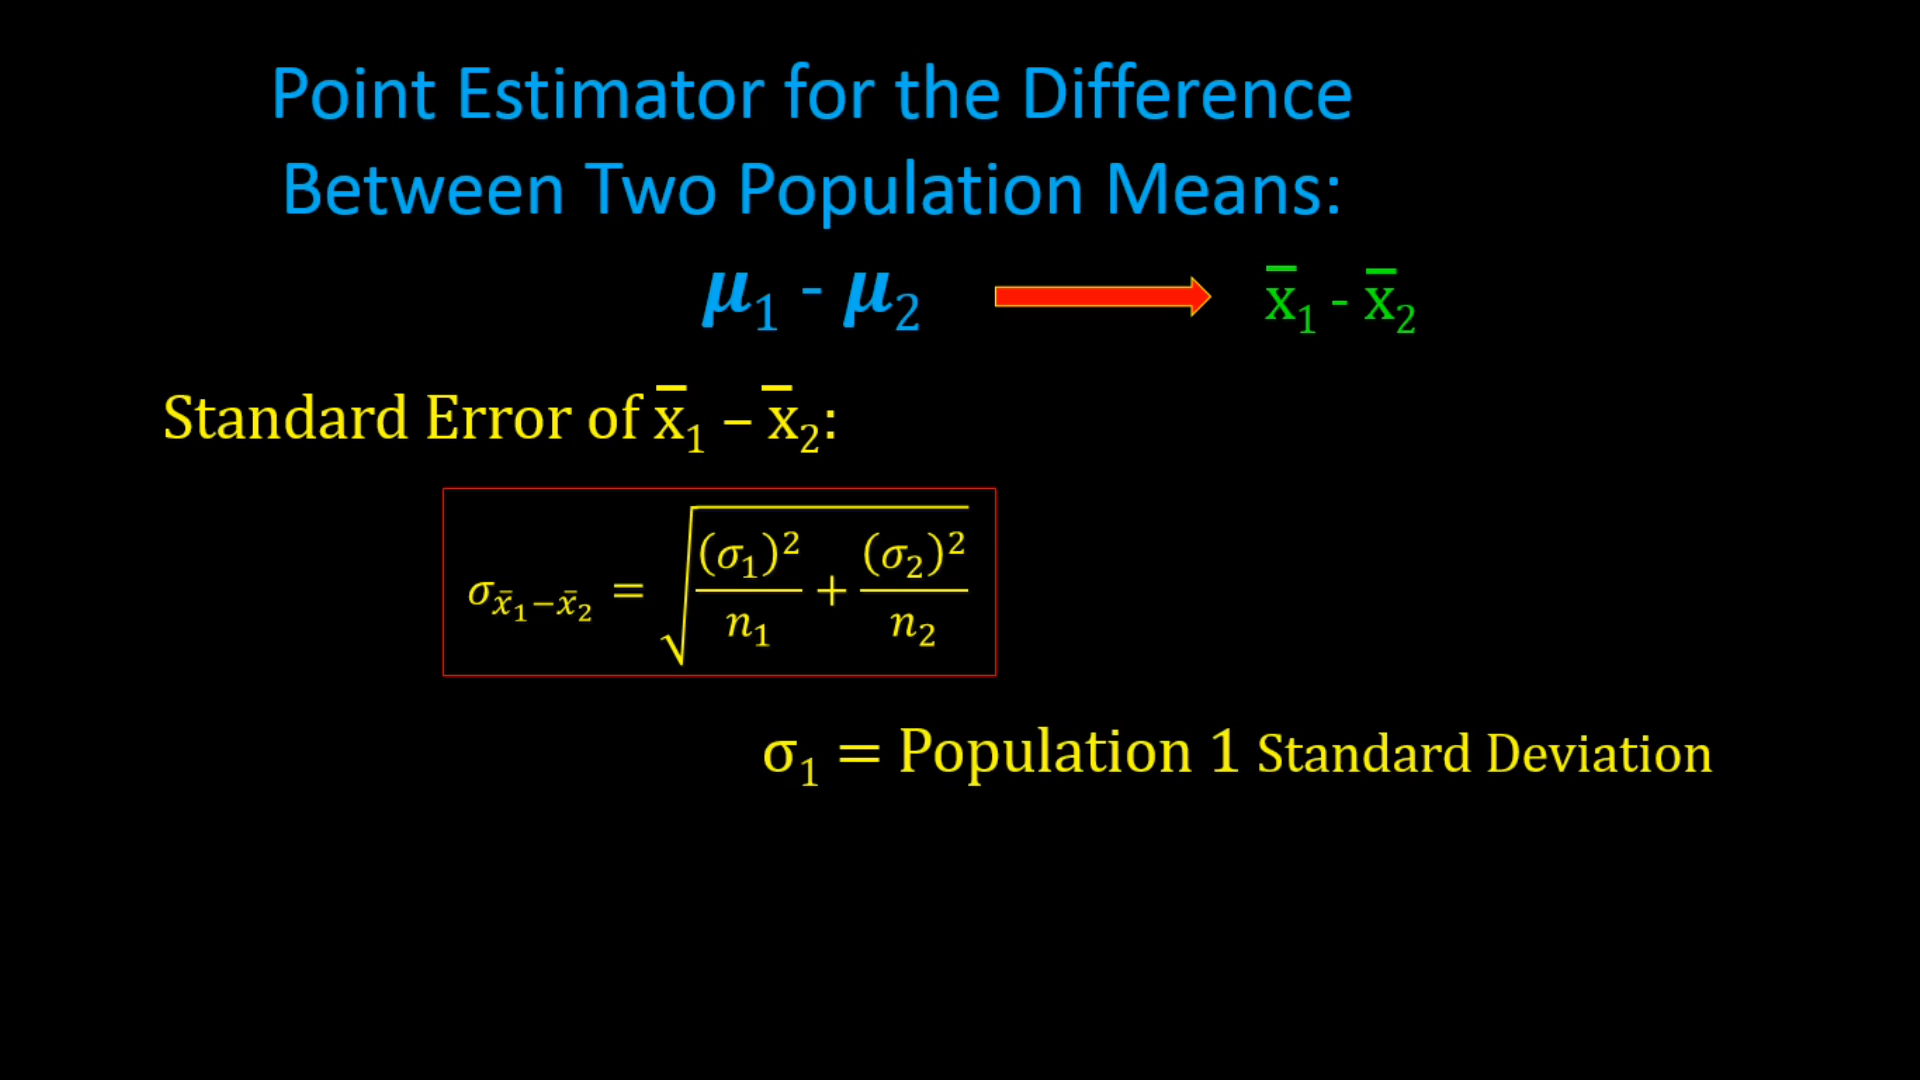 Point Estimator for the Difference
Between Two Population Means:
𝝁₁ - 𝝁₂ x̄₁ - x̄₂
Standard Error of x̄₁ – x̄₂:
σ_{x̄₁−x̄₂} = √((σ₁)²/n₁ + (σ₂)²/n₂)
σ₁ = Population 1 Standard Deviation